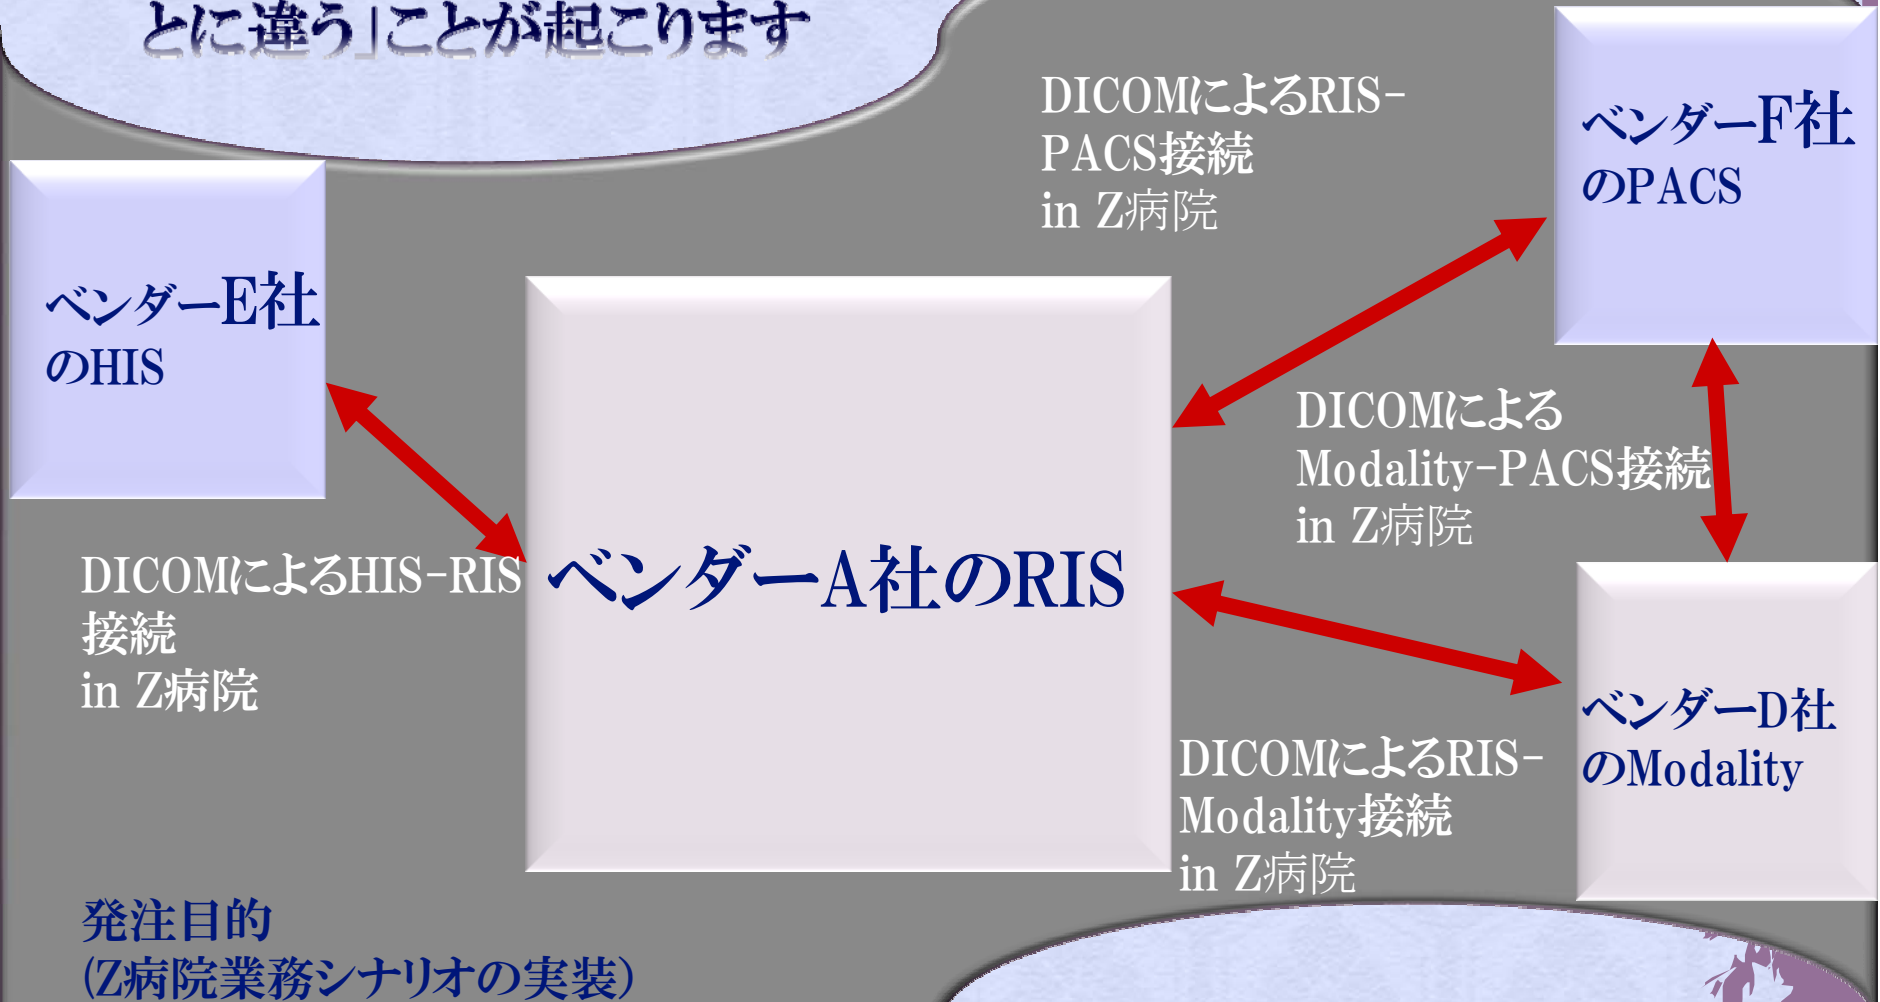 とに違う」ことが起こります
DICOMによるRIS-
PACS接続
in Z病院
ベンダーF社
のPACS
ベンダーE社
のHIS
DICOMによる
Modality-PACS接続
in Z病院
ベンダーA社のRIS
DICOMによるHIS-RIS
接続
in Z病院
ベンダーD社
のModality
DICOMによるRIS-
Modality接続
in Z病院
発注目的
(Z病院業務シナリオの実装)